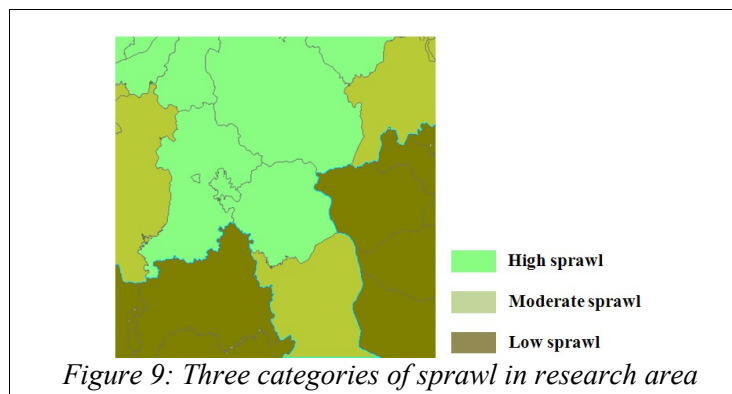 High sprawl
Moderate sprawl
Low sprawl
Figure 9: Three categories of sprawl in research area